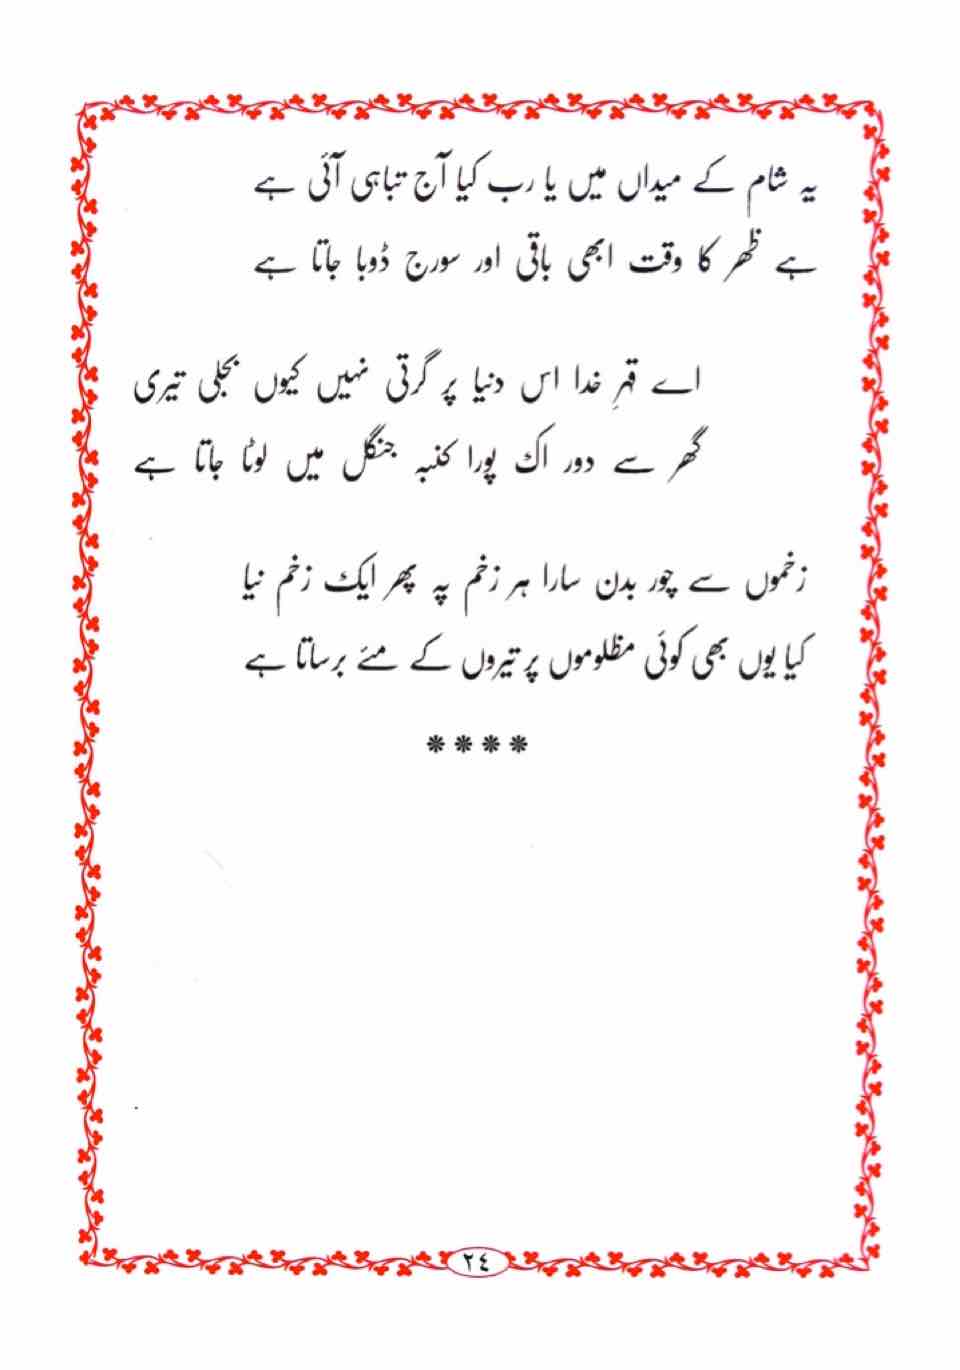 یہ شام کے میداں میں یا رب کیا آج تباہی آئی ہے
ہے ظہر کا وقت ابھی باقی اور سورج ڈوبا جاتا ہے
اے قہرِ خدا اس دنیا پر گرتی نہیں کیوں بجلی تیری
گھر سے دور اک پورا کنبہ جنگل میں لوٹا جاتا ہے
زخموں سے چور بدن سارا ہر زخم پہ پھر ایک زخم نیا
کیا یوں بھی کوئی مظلوموں پر تیروں کے مئے برساتا ہے
****
٢٤